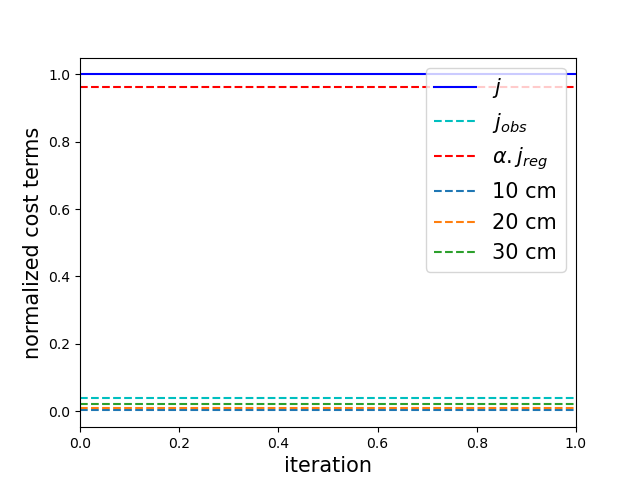 1.0
0.8
0.6
0.4
0.2
0.0
normalized cost terms
0.0 0.2 0.4 0.6 0.8 1.0
iteration
j
j_obs
α.j_reg
10 cm
20 cm
30 cm